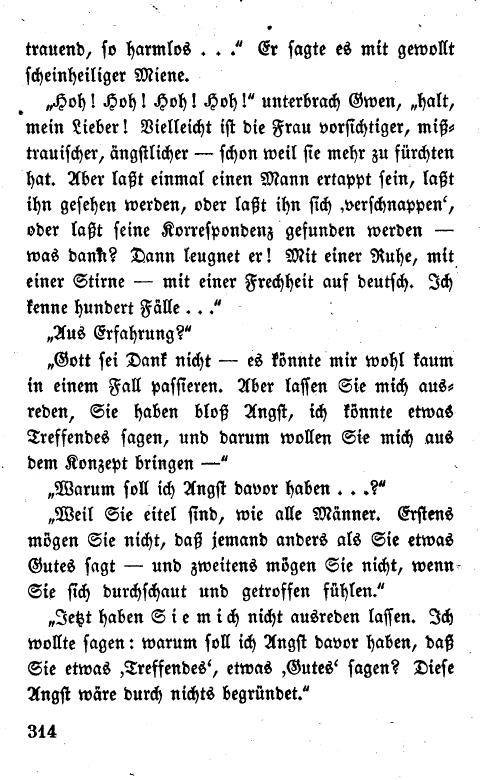 trauend, so harmlos . . .“ Er sagte es mit gewollt
scheinheiliger Miene.
„Hoh! Hoh! Hoh! Hoh!“ unterbrach Gwen, „halt,
mein Lieber! Vielleicht ist die Frau vorsichtiger, miß-
trauischer, ängstlicher — schon weil sie mehr zu fürchten
hat. Aber laßt einmal einen Mann ertappt sein, laßt
ihn gesehen werden, oder laßt ihn sich ‚verschnappen‘,
oder laßt seine Korrespondenz gefunden werden —
was dann? Dann leugnet er! Mit einer Ruhe, mit
einer Stirne — mit einer Frechheit auf deutsch. Ich
kenne hundert Fälle . . .“
„Aus Erfahrung?“
„Gott sei Dank nicht — es könnte mir wohl kaum
in einem Fall passieren. Aber lassen Sie mich aus-
reden, Sie haben bloß Angst, ich könnte etwas
Treffendes sagen, und darum wollen Sie mich aus
dem Konzept bringen —“
„Warum soll ich Angst davor haben . . .?“
„Weil Sie eitel sind, wie alle Männer. Erstens
mögen Sie nicht, daß jemand anders als Sie etwas
Gutes sagt — und zweitens mögen Sie nicht, wenn
Sie sich durchschaut und getroffen fühlen.“
„Jetzt haben Sie mich nicht ausreden lassen. Ich
wollte sagen: warum soll ich Angst davor haben, daß
Sie etwas ‚Treffendes‘, etwas ‚Gutes‘ sagen? Diese
Angst wäre durch nichts begründet.“
314